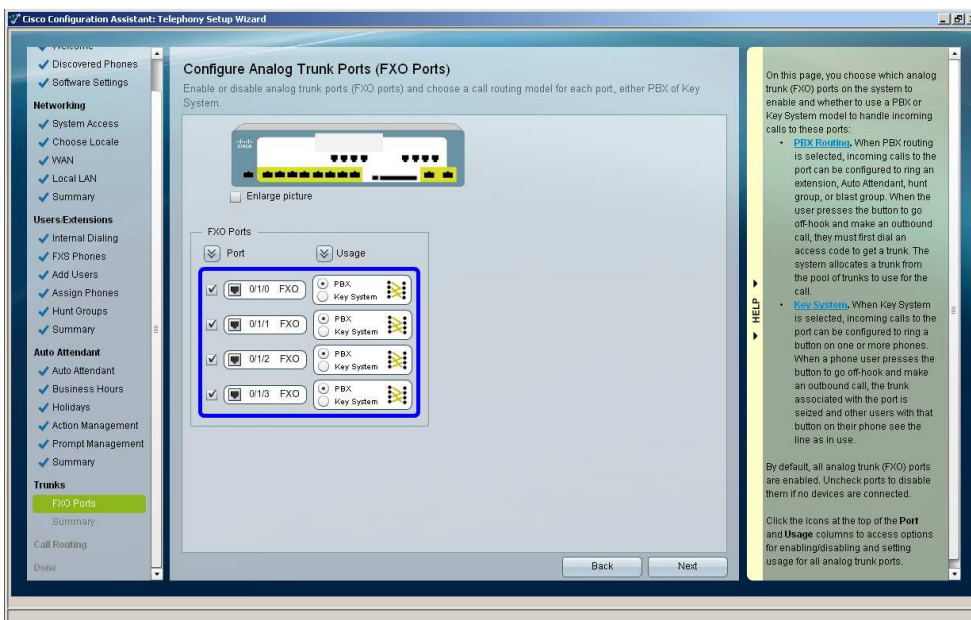 Cisco Configuration Assistant: Telephony Setup Wizard
Welcome
Discovered Phones
Software Settings
Networking
System Access
Choose Locale
WAN
Local LAN
Summary
Users/Extensions
Internal Dialing
FXS Phones
Add Users
Assign Phones
Hunt Groups
Summary
Auto Attendant
Auto Attendant
Business Hours
Holidays
Action Management
Prompt Management
Summary
Trunks
FXO Ports
Summary
Call Routing
Done
Configure Analog Trunk Ports (FXO Ports)
Enable or disable analog trunk ports (FXO ports) and choose a call routing model for each port, either PBX of Key
System.
CISCO
Enlarge picture
FXO Ports
Port Usage
0/1/0 FXO PBX
Key System
0/1/1 FXO PBX
Key System
0/1/2 FXO PBX
Key System
0/1/3 FXO PBX
Key System
Back Next
HELP
On this page, you choose which analog
trunk (FXO) ports on the system to
enable and whether to use a PBX or
Key System model to handle incoming
calls to these ports:
• PBX Routing. When PBX routing
is selected, incoming calls to the
port can be configured to ring an
extension, Auto Attendant, hunt
group, or blast group. When the
user presses the button to go
off-hook and make an outbound
call, they must first dial an
access code to get a trunk. The
system allocates a trunk from
the pool of trunks to use for the
call.
• Key System. When Key System
is selected, incoming calls to the
port can be configured to ring a
button on one or more phones.
When a phone user presses the
button to go off-hook and make
an outbound call, the trunk
associated with the port is
seized and other users with that
button on their phone see the
line as in use.
By default, all analog trunk (FXO) ports
are enabled. Uncheck ports to disable
them if no devices are connected.
Click the icons at the top of the Port
and Usage columns to access options
for enabling/disabling and setting
usage for all analog trunk ports.